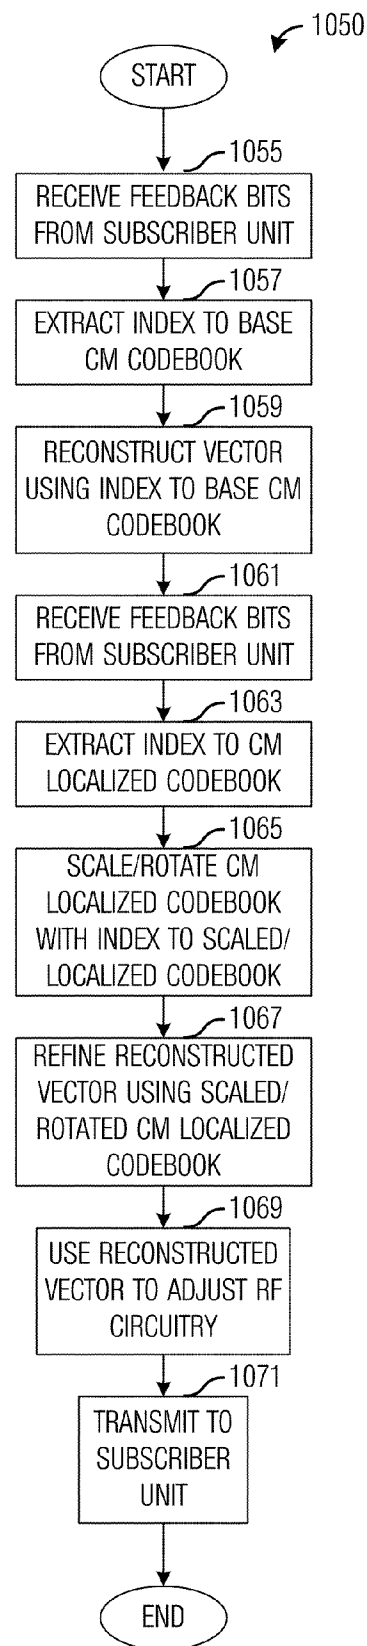 1050
START
1055
RECEIVE FEEDBACK BITS
FROM SUBSCRIBER UNIT
1057
EXTRACT INDEX TO BASE
CM CODEBOOK
1059
RECONSTRUCT VECTOR
USING INDEX TO BASE CM
CODEBOOK
1061
RECEIVE FEEDBACK BITS
FROM SUBSCRIBER UNIT
1063
EXTRACT INDEX TO CM
LOCALIZED CODEBOOK
1065
SCALE/ROTATE CM
LOCALIZED CODEBOOK
WITH INDEX TO SCALED/
LOCALIZED CODEBOOK
1067
REFINE RECONSTRUCTED
VECTOR USING SCALED/
ROTATED CM LOCALIZED
CODEBOOK
1069
USE RECONSTRUCTED
VECTOR TO ADJUST RF
CIRCUITRY
1071
TRANSMIT TO
SUBSCRIBER
UNIT
END